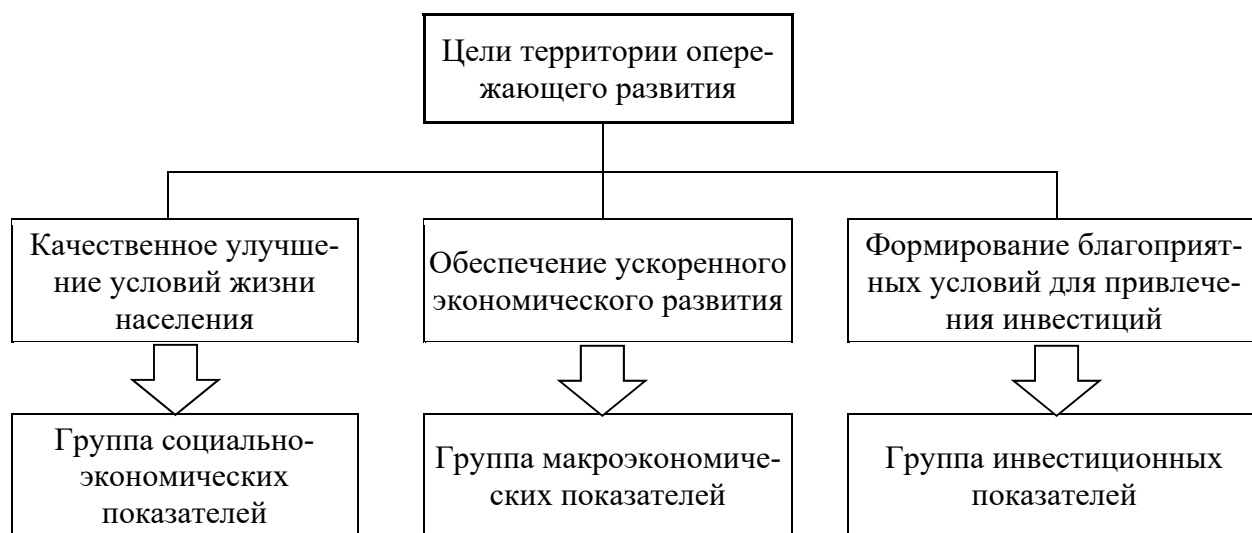 Цели территории опере-
жающего развития
Качественное улучше-
ние условий жизни
населения
Обеспечение ускоренного
экономического развития
Формирование благоприят-
ных условий для привлече-
ния инвестиций
Группа социально-
экономических
показателей
Группа макроэкономиче-
ских показателей
Группа инвестиционных
показателей